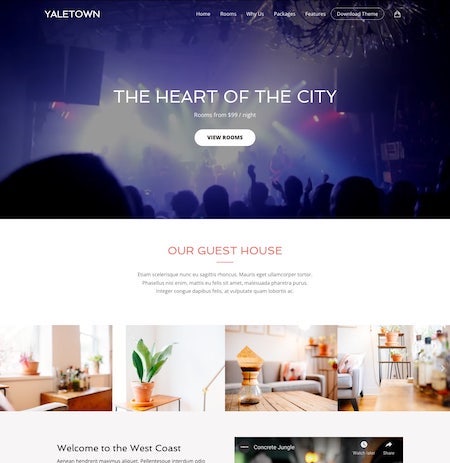 YALETOWN
Home Rooms Why Us Packages Features Download Theme
THE HEART OF THE CITY
Rooms from $99 / night
VIEW ROOMS
OUR GUEST HOUSE
Etiam scelerisque nunc eu sagittis rhoncus. Mauris eget ullamcorper tortor.
Phasellus nisi enim, mattis eu felis sit amet, malesuada pharetra purus.
Integer congue dapibus felis, at vulputate quam lobortis at.
Welcome to the West Coast
Aenean hendrerit maximus aliquet. Pellentesque interdum odio
Concrete Jungle
Watch later
Share